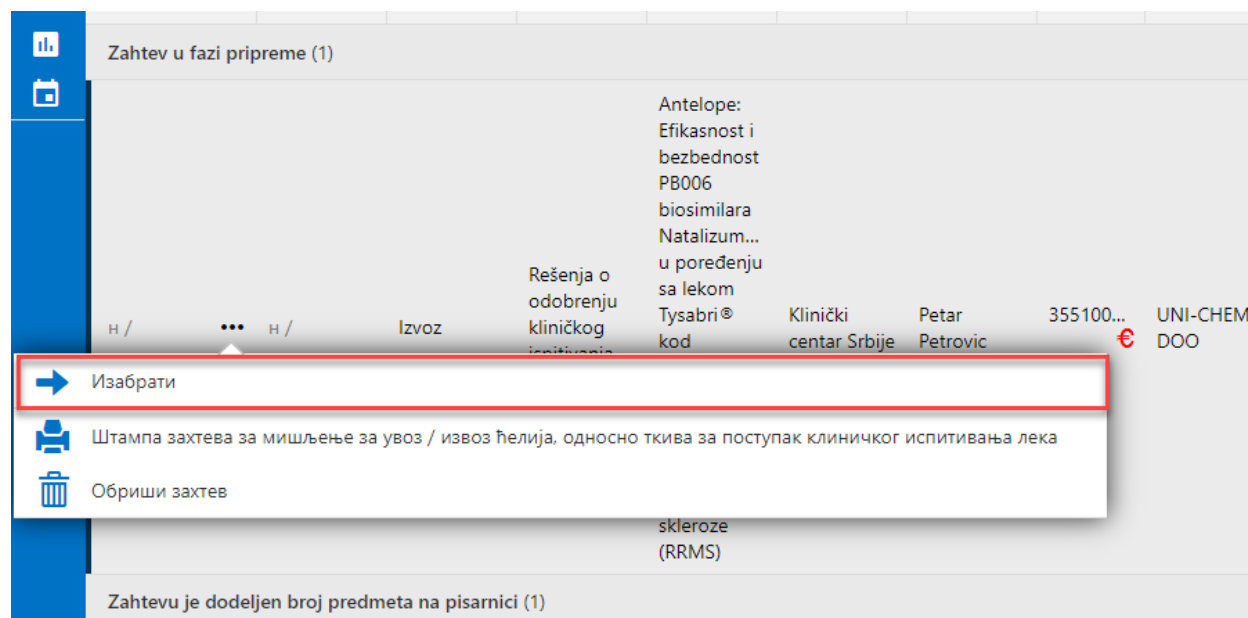 Zahtev u fazi pripreme (1)
н /
•••
н /
Izvoz
Rešenja o
odobrenju
kliničkog
ispitivanja
Antelope:
Efikasnost i
bezbednost
PB006
biosimilara
Natalizum...
u poređenju
sa lekom
Tysabri®
kod
skleroze
(RRMS)
Klinički
centar Srbije
Petar
Petrovic
355100...
€
UNI-CHEM
DOO
Изабрати
Штампа захтева за мишљење за увоз / извоз ћелија, односно ткива за поступак клиничког испитивања лека
Обриши захтев
Zahtevu je dodeljen broj predmeta na pisarnici (1)